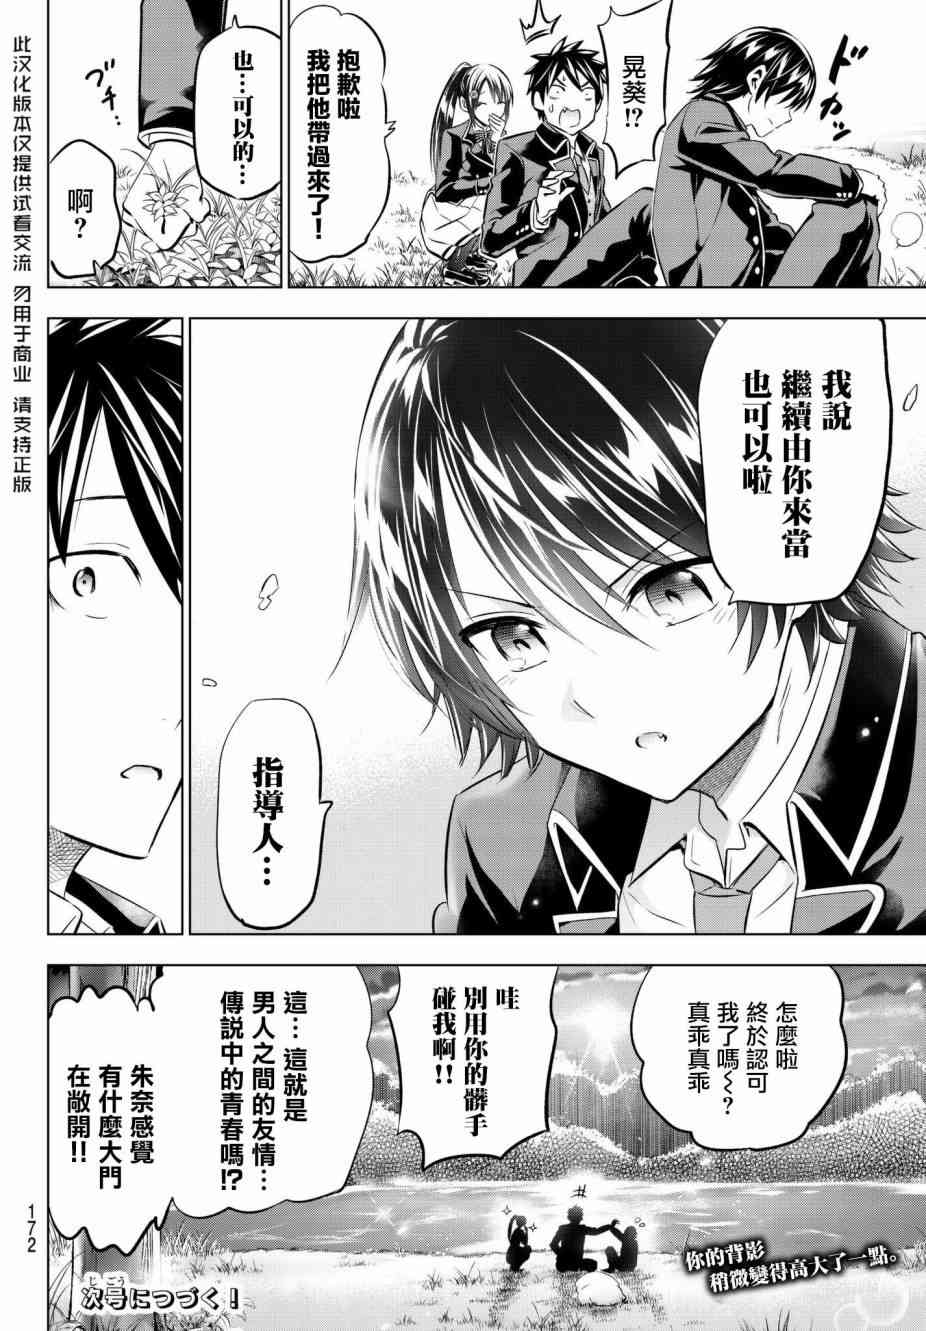 晃葵!?
抱歉啦
我把他帶過來了！
ドッ
也…可以的…
ブチッ
啊？
我說
繼續由你來當
也可以啦
指導人…
怎麼啦
終於認可
我了嗎~?
真乖真乖
哇
別用你的髒手
碰我啊!!
這…這就是
男人之間的友情…
傳說中的青春嗎!?
朱奈感覺
有什麼大門
在敞開!!
你的背影
稍微變得高大了一點。
じごう
次号につづく！
172
此汉化版本仅提供试看交流 勿用于商业 请支持正版